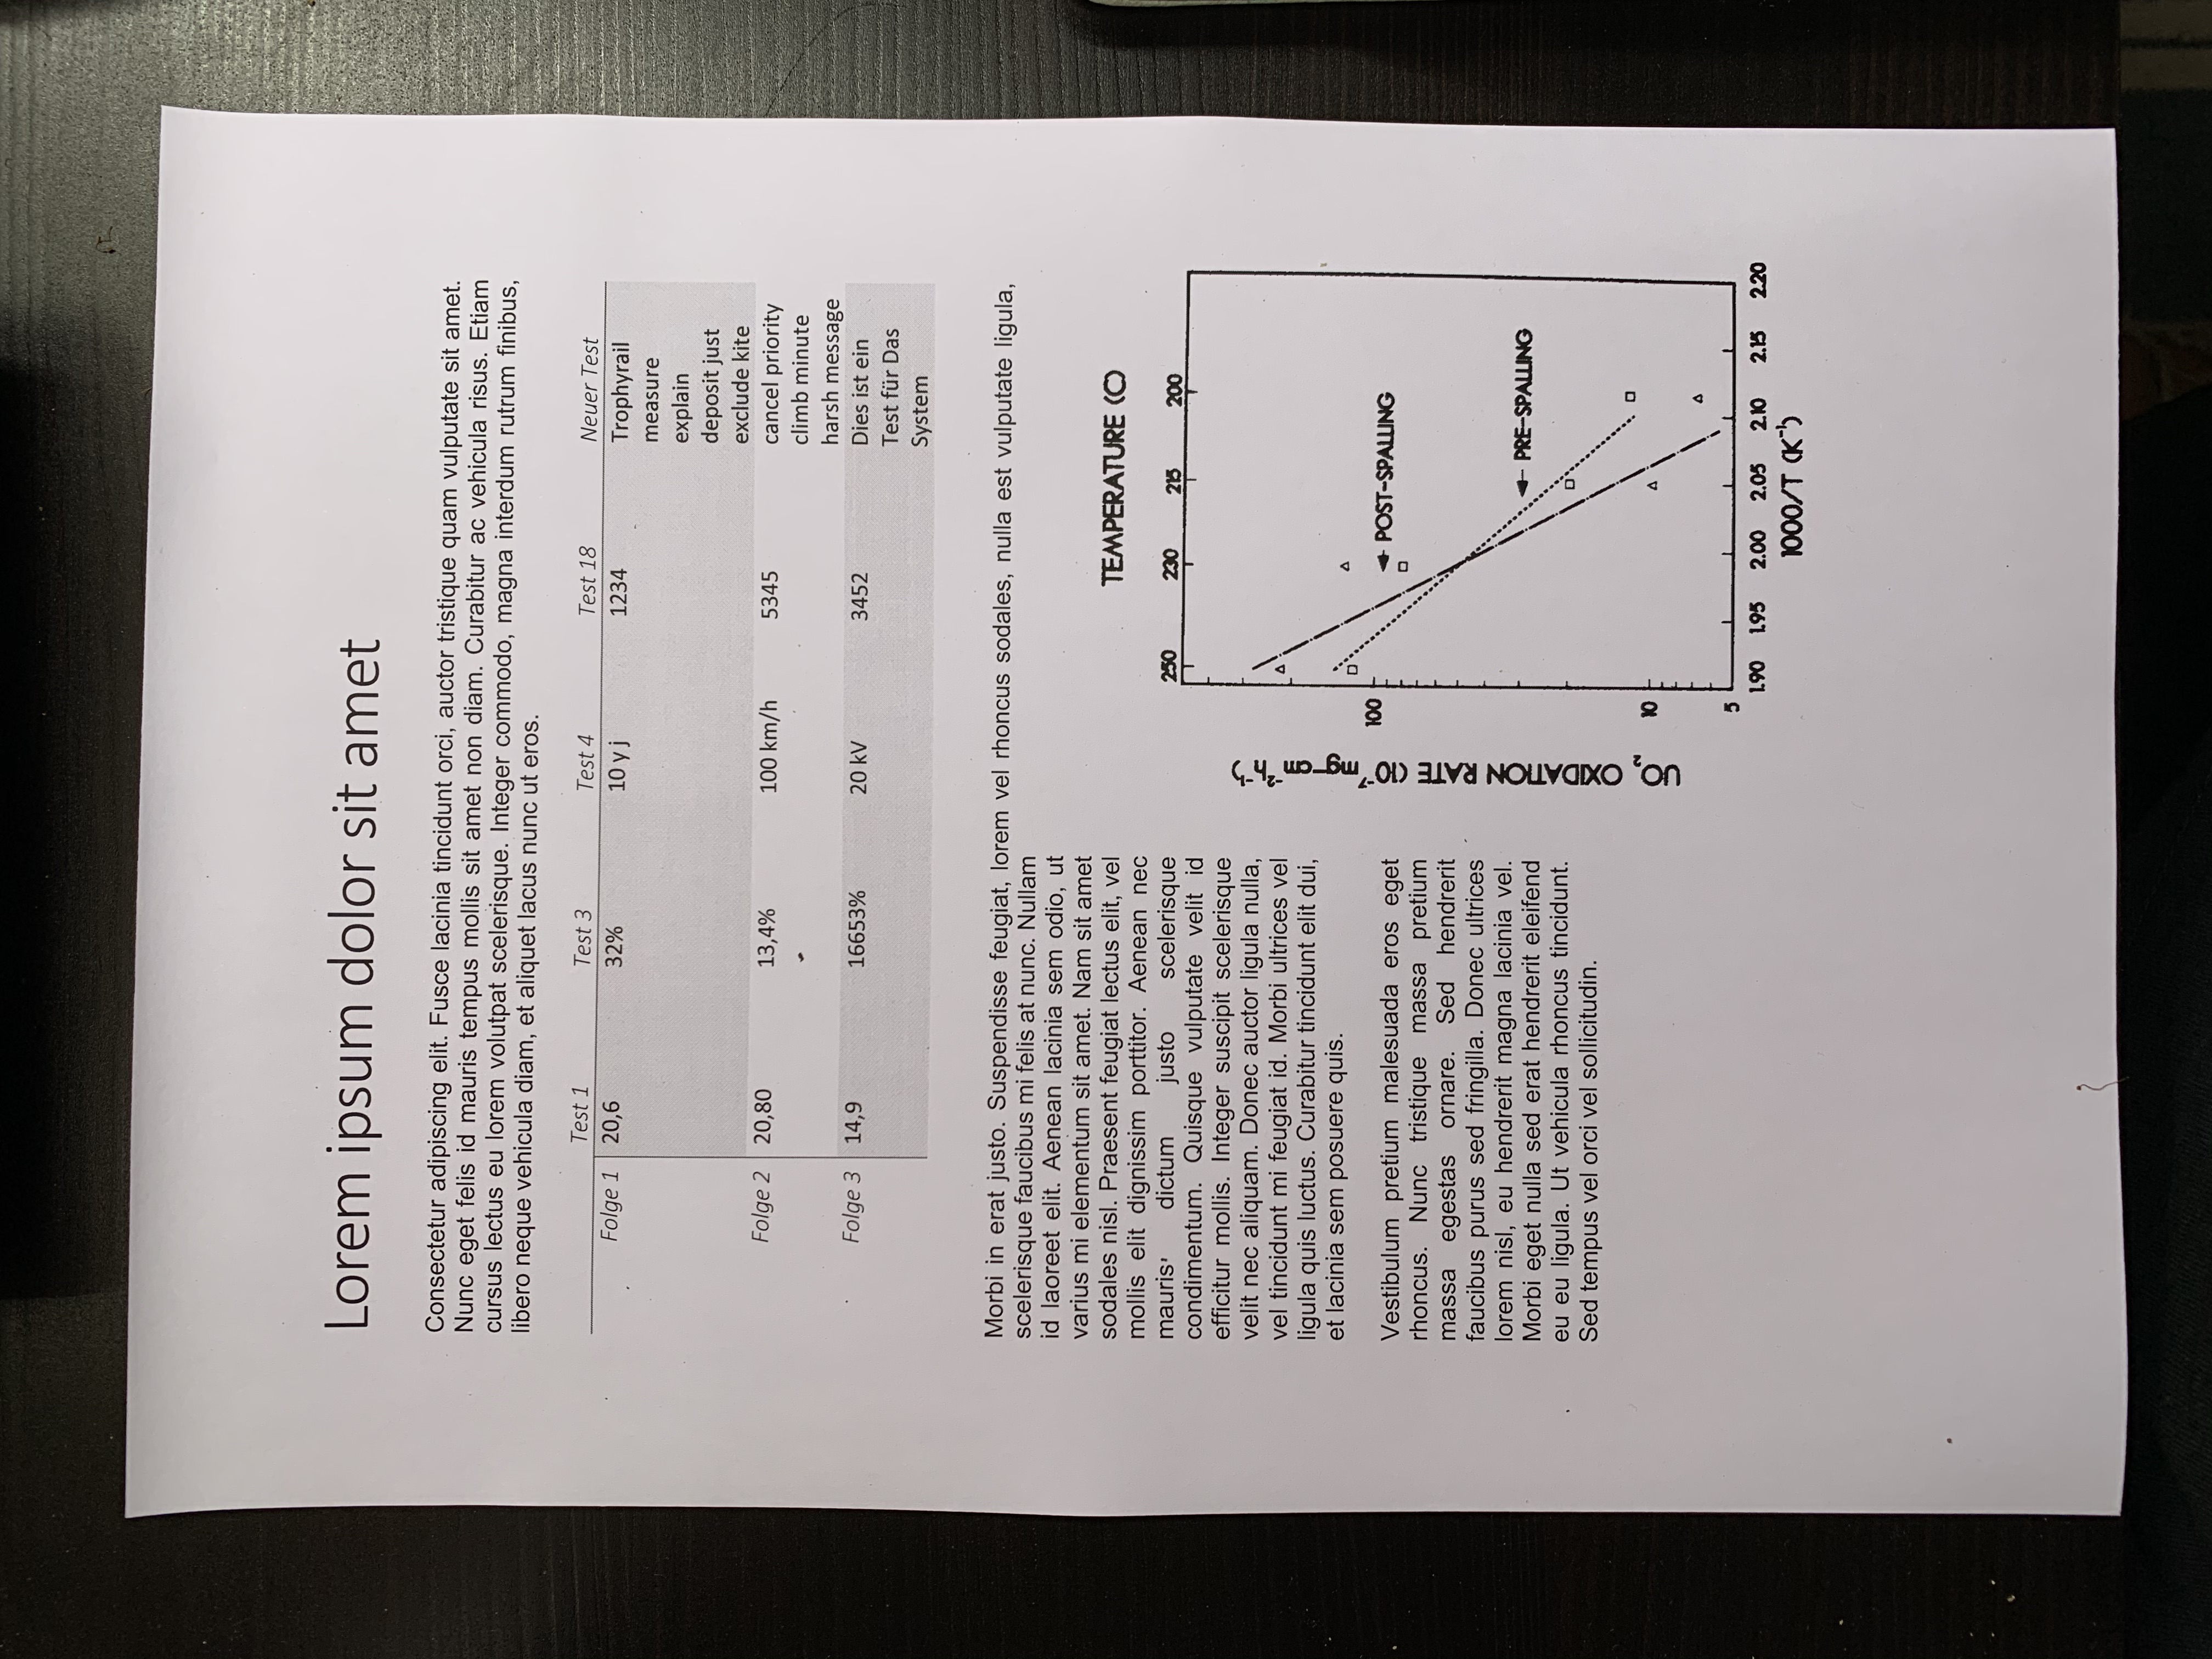 Lorem ipsum dolor sit amet
Consectetur adipiscing elit. Fusce lacinia tincidunt orci, auctor tristique quam vulputate sit amet.
Nunc eget felis id mauris tempus mollis sit amet non diam. Curabitur ac vehicula risus. Etiam
cursus lectus eu lorem volutpat scelerisque. Integer commodo, magna interdum rutrum finibus,
libero neque vehicula diam, et aliquet lacus nunc ut eros.
Test 1 Test 3 Test 4 Test 18 Neuer Test
Folge 1 20,6 32% 10 y j 1234 Trophyrail
measure
explain
deposit just
exclude kite
Folge 2 20,80 13,4% 100 km/h 5345 cancel priority
climb minute
harsh message
Folge 3 14,9 16653% 20 kV 3452 Dies ist ein
Test für Das
System
Morbi in erat justo. Suspendisse feugiat, lorem vel rhoncus sodales, nulla est vulputate ligula,
scelerisque faucibus mi felis at nunc. Nullam
id laoreet elit. Aenean lacinia sem odio, ut
varius mi elementum sit amet. Nam sit amet
sodales nisl. Praesent feugiat lectus elit, vel
mollis elit dignissim porttitor. Aenean nec
mauris dictum justo scelerisque
condimentum. Quisque vulputate velit id
efficitur mollis. Integer suscipit scelerisque
velit nec aliquam. Donec auctor ligula nulla,
vel tincidunt mi feugiat id. Morbi ultrices vel
ligula quis luctus. Curabitur tincidunt elit dui,
et lacinia sem posuere quis.
Vestibulum pretium malesuada eros eget
rhoncus. Nunc tristique massa pretium
massa egestas ornare. Sed hendrerit
faucibus purus sed fringilla. Donec ultrices
lorem nisl, eu hendrerit magna lacinia vel.
Morbi eget nulla sed erat hendrerit eleifend
eu eu ligula. Ut vehicula rhoncus tincidunt.
Sed tempus vel orci vel sollicitudin.
TEMPERATURE (C)
250 230 215 200
UO₂ OXIDATION RATE (10⁻⁷mg-cm⁻²h⁻¹)
100
POST-SPALLING
PRE-SPALLING
10
5
1.90 1.95 2.00 2.05 2.10 2.15 2.20
1000/T (K⁻¹)